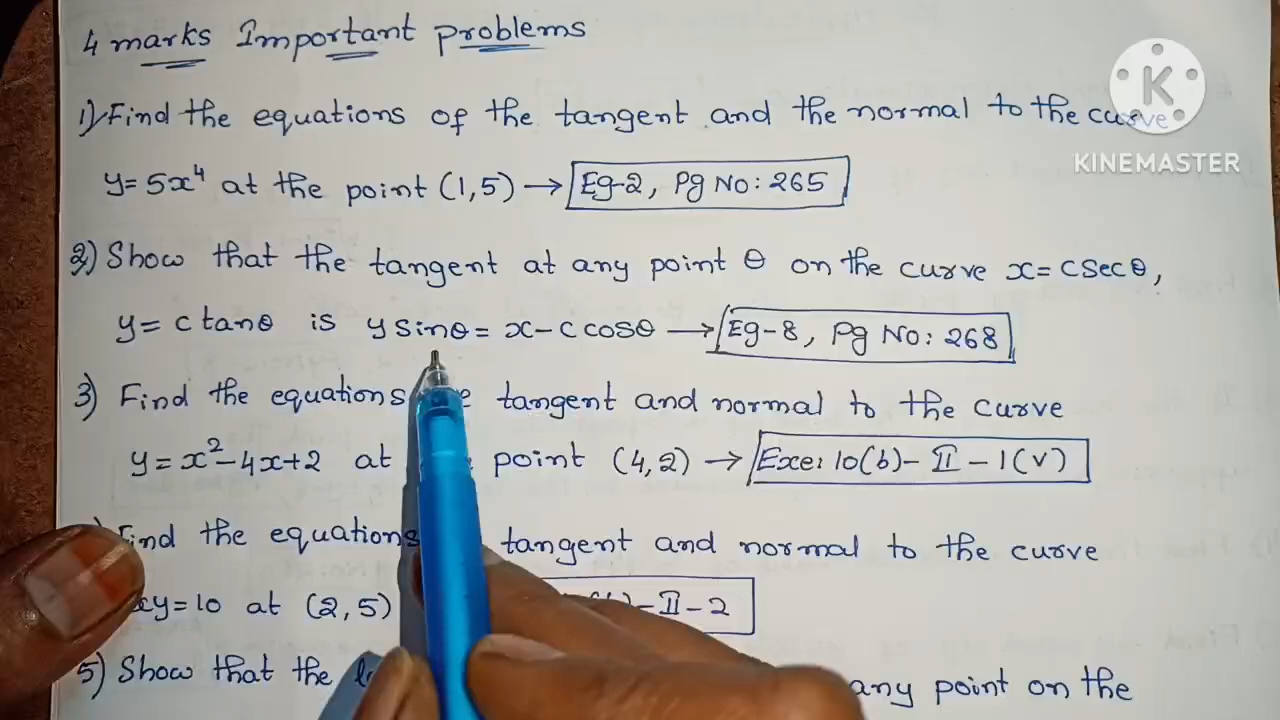 4 marks Important problems
K
KINEMASTER
1) Find the equations of the tangent and the normal to the curve
y=5x⁴ at the point (1,5) → Eg-2, Pg No: 265
2) Show that the tangent at any point θ on the curve x=c secθ,
y=c tanθ is y sinθ = x-c cosθ → Eg-8, Pg No: 268
3) Find the equations tangent and normal to the curve
y=x²-4x+2 at point (4,2) → Exe: 10(b)-II-1(v)
Find the equations tangent and normal to the curve
xy=10 at (2,5) -II-2
5) Show that the any point on the